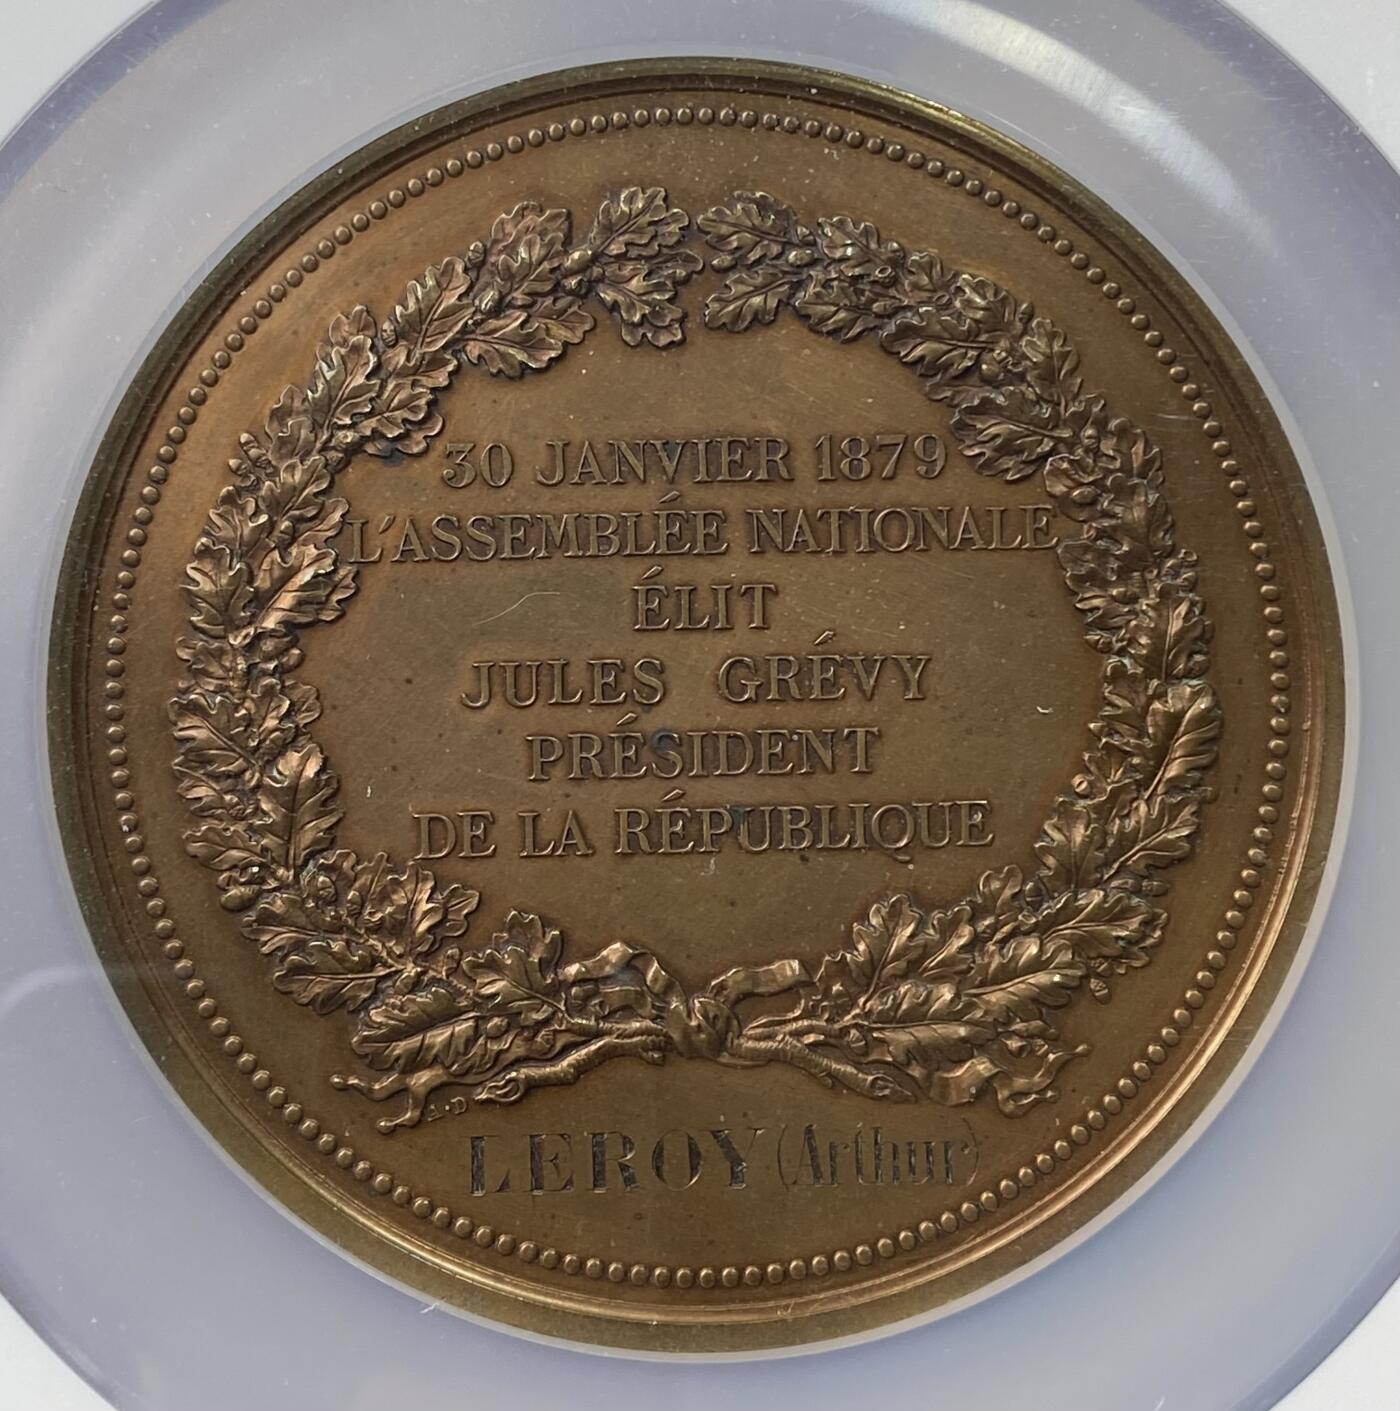 30 JANVIER 1879
L'ASSEMBLÉE NATIONALE
ÉLIT
JULES GRÉVY
PRÉSIDENT
DE LA RÉPUBLIQUE
A·D
LEROY (Arthur)